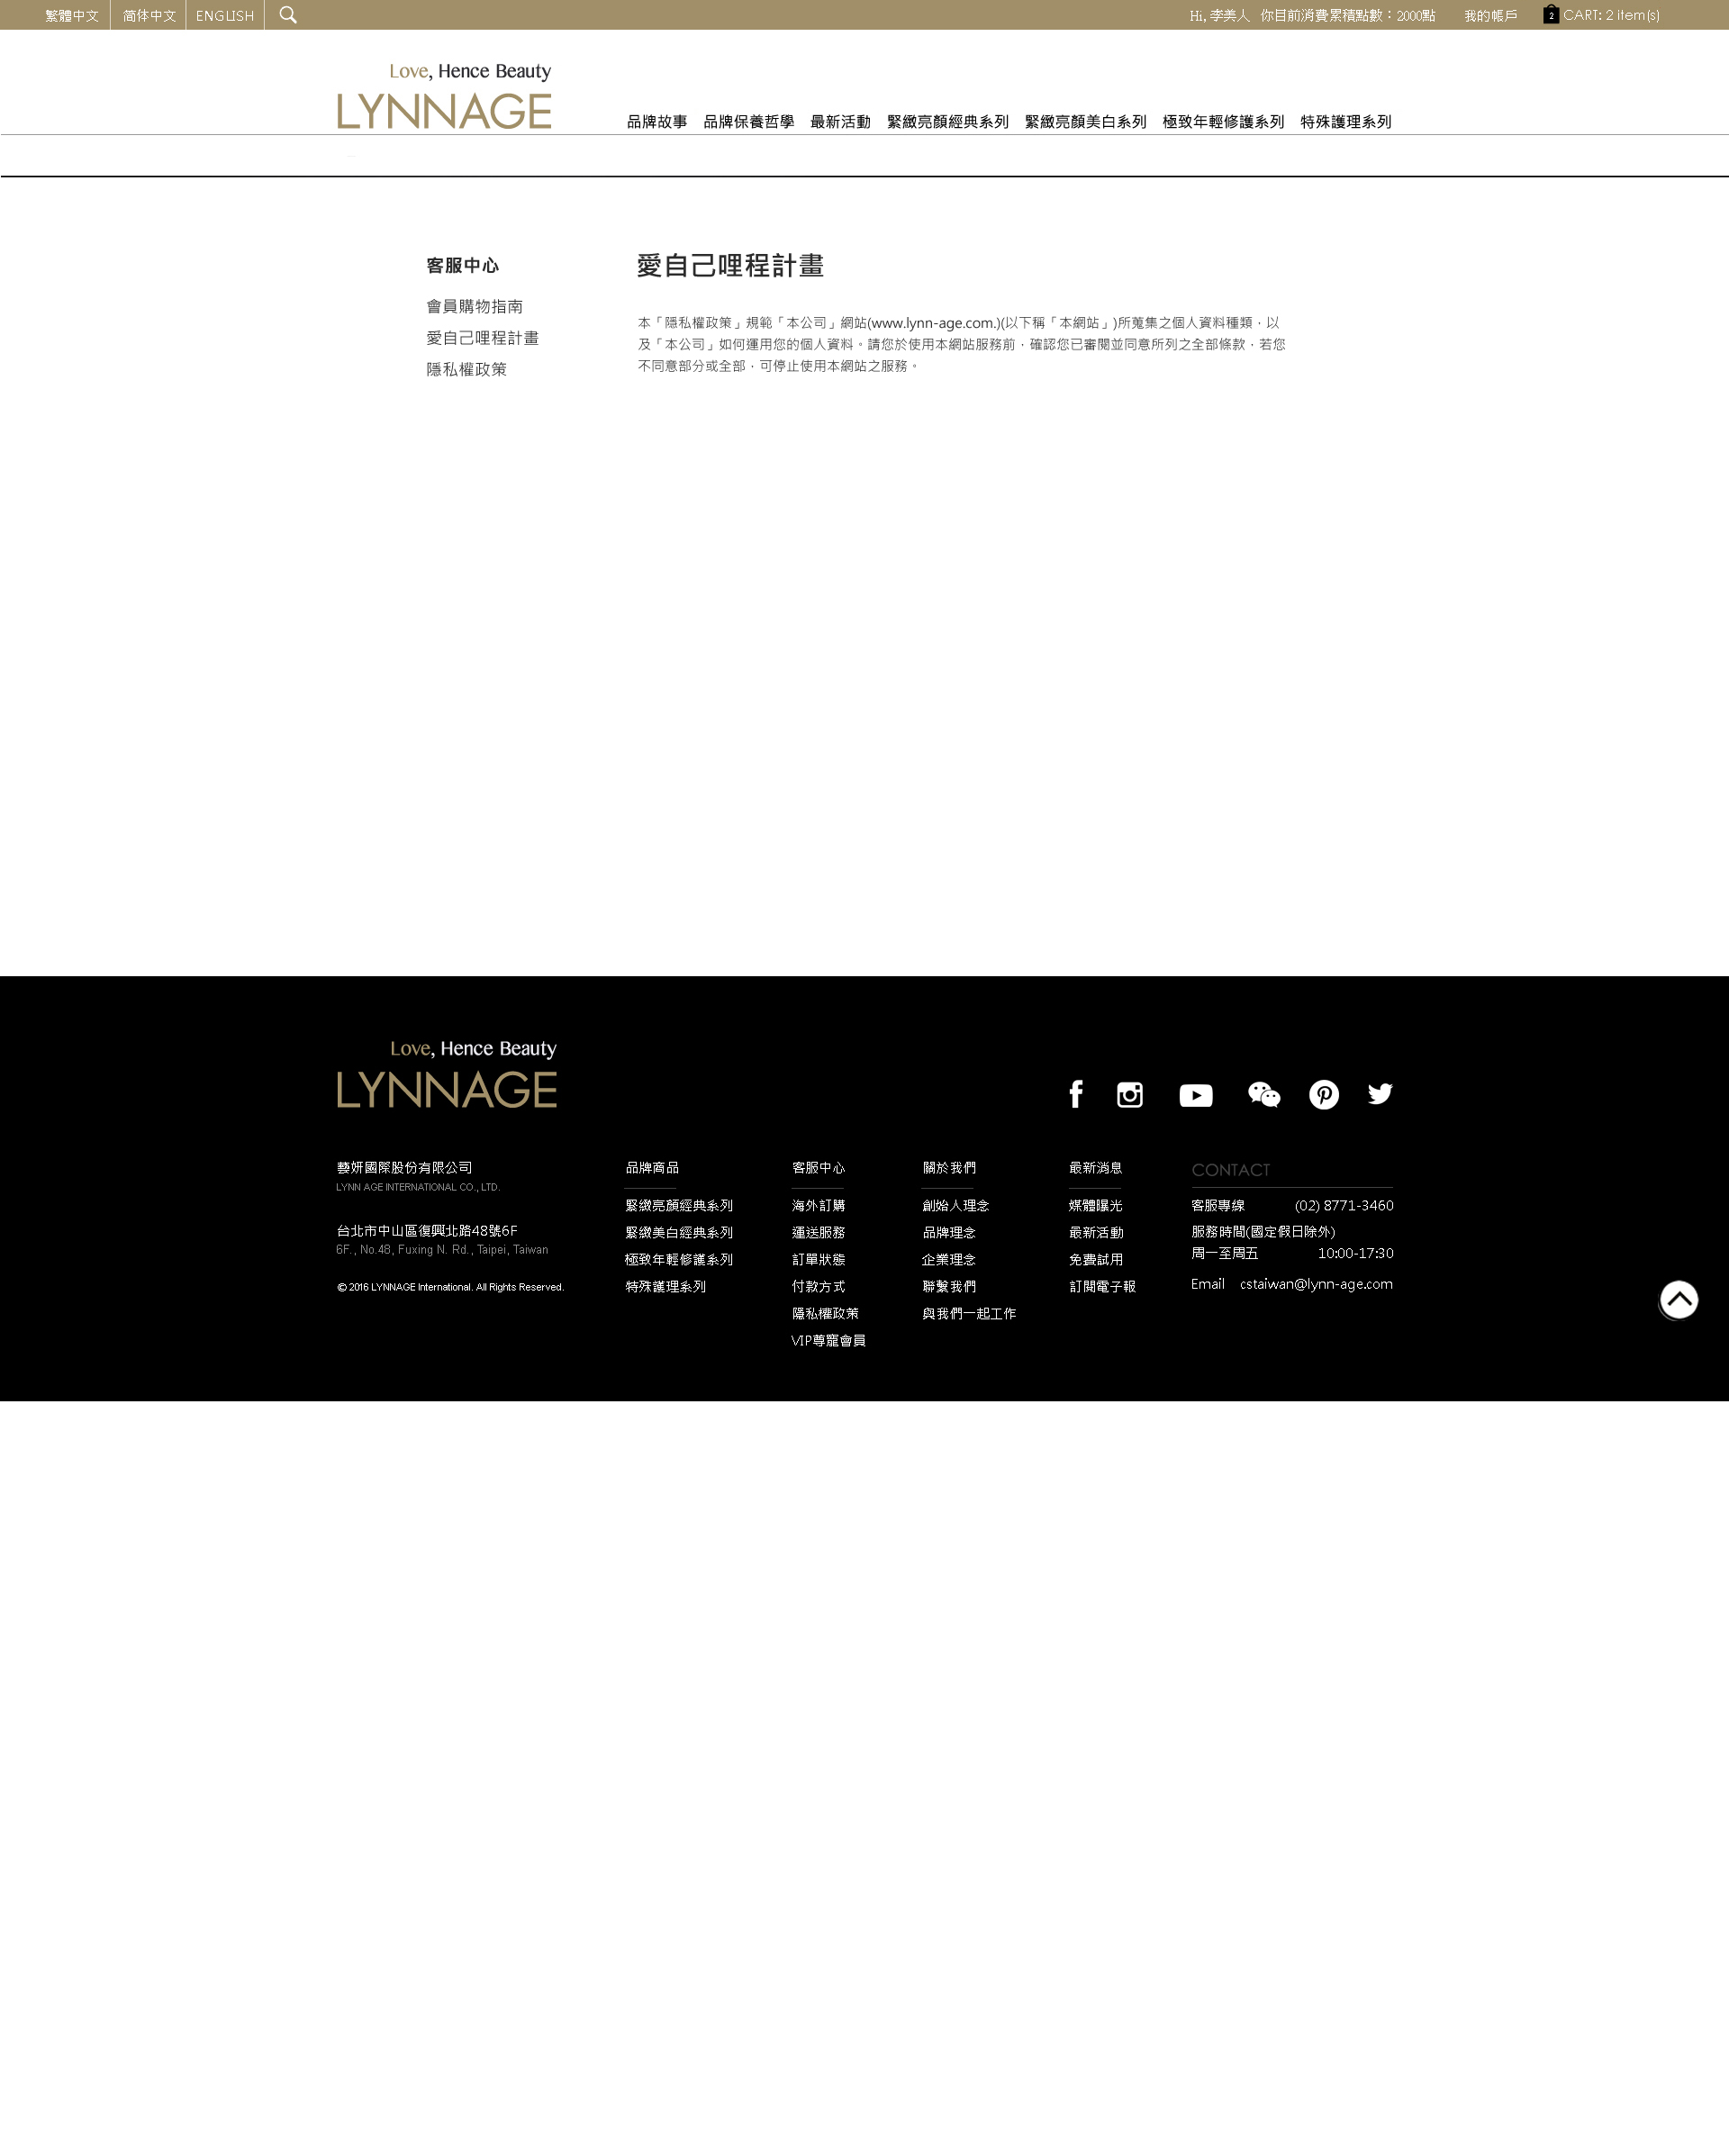 繁體中文 简体中文 ENGLISH
Hi, 李美人 你目前消費累積點數：2000點 我的帳戶 2 CART: 2 item(s)
Love, Hence Beauty
LYNNAGE
品牌故事 品牌保養哲學 最新活動 緊緻亮顏經典系列 緊緻亮顏美白系列 極致年輕修護系列 特殊護理系列
客服中心
會員購物指南
愛自己哩程計畫
隱私權政策
愛自己哩程計畫
本「隱私權政策」規範「本公司」網站(www.lynn-age.com.)(以下稱「本網站」)所蒐集之個人資料種類，以
及「本公司」如何運用您的個人資料。請您於使用本網站服務前，確認您已審閱並同意所列之全部條款，若您
不同意部分或全部，可停止使用本網站之服務。
Love, Hence Beauty
LYNNAGE
藝妍國際股份有限公司
LYNN AGE INTERNATIONAL CO., LTD.
台北市中山區復興北路48號6F
6F., No.48, Fuxing N. Rd., Taipei, Taiwan
© 2016 LYNNAGE International. All Rights Reserved.
品牌商品
緊緻亮顏經典系列
緊緻美白經典系列
極致年輕修護系列
特殊護理系列
客服中心
海外訂購
運送服務
訂單狀態
付款方式
隱私權政策
VIP尊寵會員
關於我們
創始人理念
品牌理念
企業理念
聯繫我們
與我們一起工作
最新消息
媒體曝光
最新活動
免費試用
訂閱電子報
CONTACT
客服專線 (02) 8771-3460
服務時間(國定假日除外)
周一至周五 10:00-17:30
Email cstaiwan@lynn-age.com